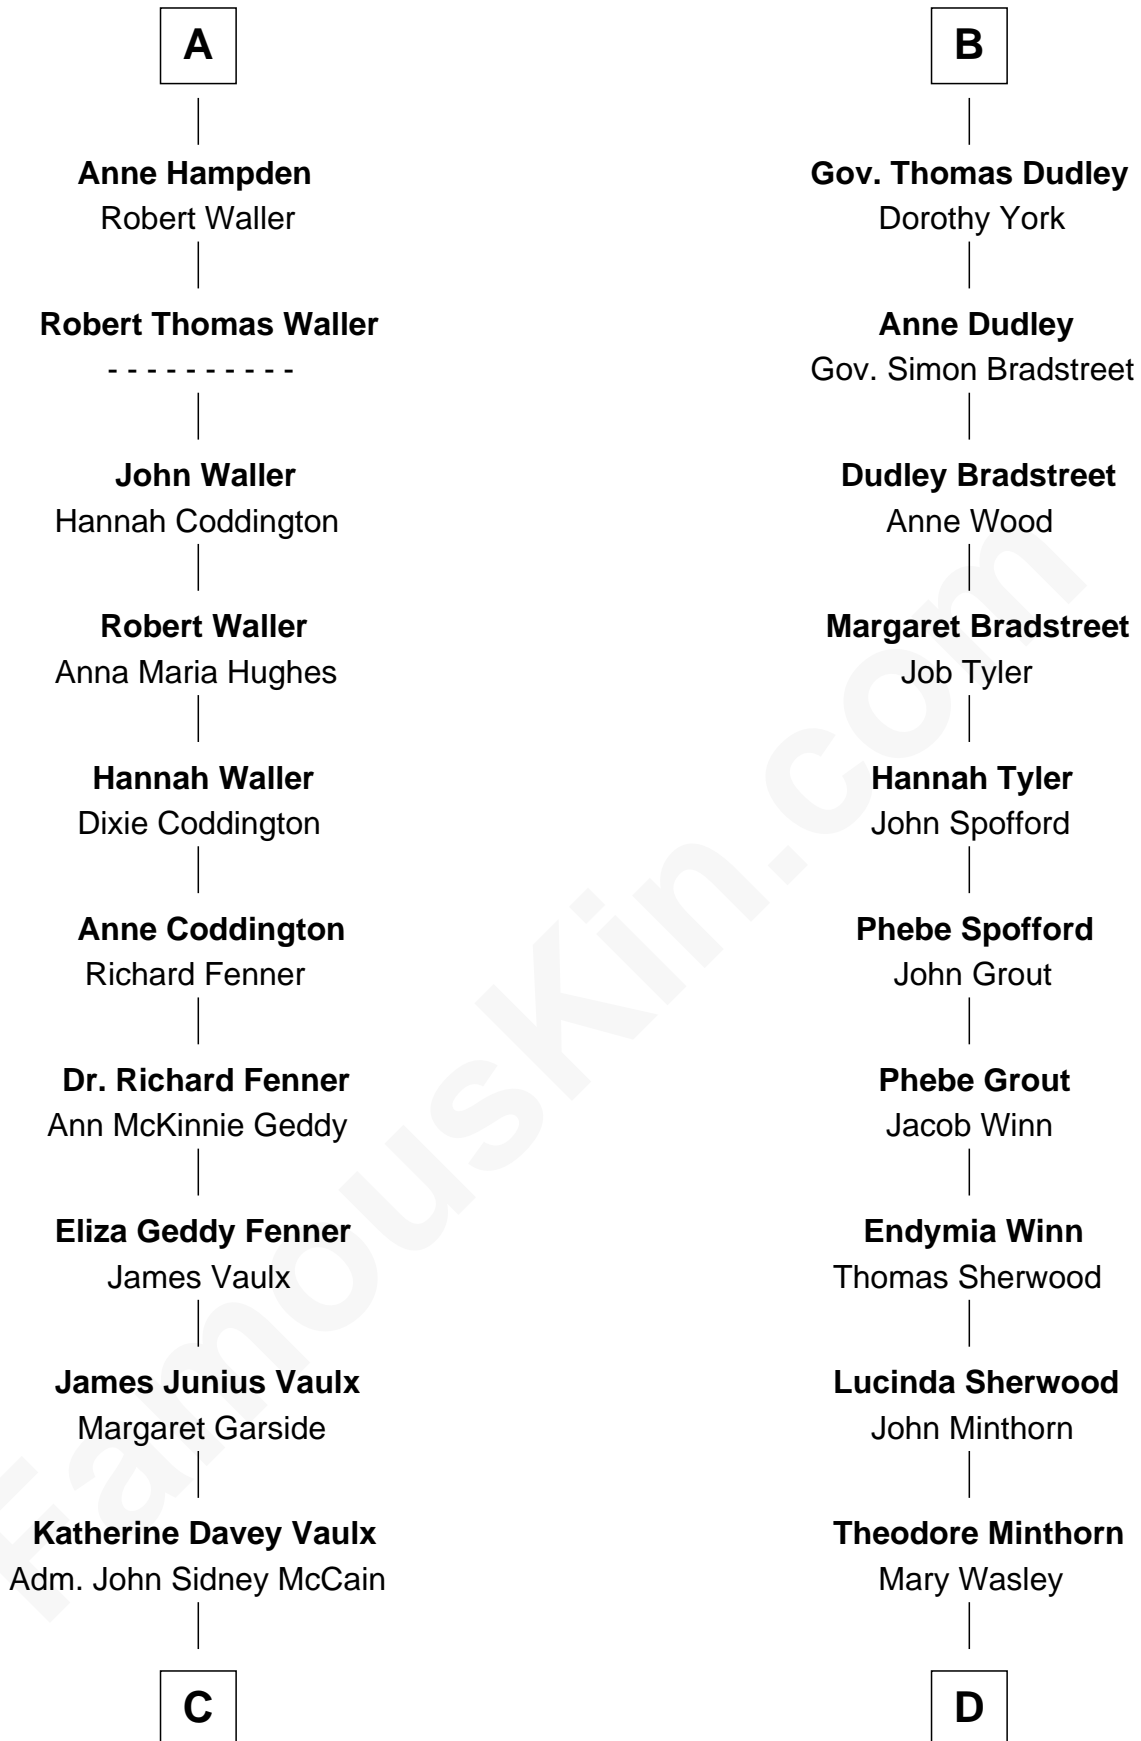 A
Anne Hampden
Robert Waller
Robert Thomas Waller
- - - - - - - - - -
John Waller
Hannah Coddington
Robert Waller
Anna Maria Hughes
Hannah Waller
Dixie Coddington
Anne Coddington
Richard Fenner
Dr. Richard Fenner
Ann McKinnie Geddy
Eliza Geddy Fenner
James Vaulx
James Junius Vaulx
Margaret Garside
Katherine Davey Vaulx
Adm. John Sidney McCain
C
B
Gov. Thomas Dudley
Dorothy York
Anne Dudley
Gov. Simon Bradstreet
Dudley Bradstreet
Anne Wood
Margaret Bradstreet
Job Tyler
Hannah Tyler
John Spofford
Phebe Spofford
John Grout
Phebe Grout
Jacob Winn
Endymia Winn
Thomas Sherwood
Lucinda Sherwood
John Minthorn
Theodore Minthorn
Mary Wasley
D
FamousKin.com